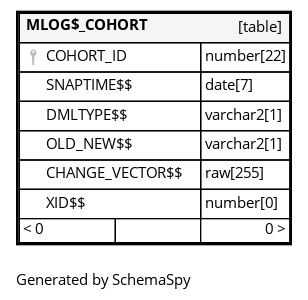 MLOG$_COHORT [table]
COHORT_ID number[22]
SNAPTIME$$ date[7]
DMLTYPE$$ varchar2[1]
OLD_NEW$$ varchar2[1]
CHANGE_VECTOR$$ raw[255]
XID$$ number[0]
< 0 0 >
Generated by SchemaSpy